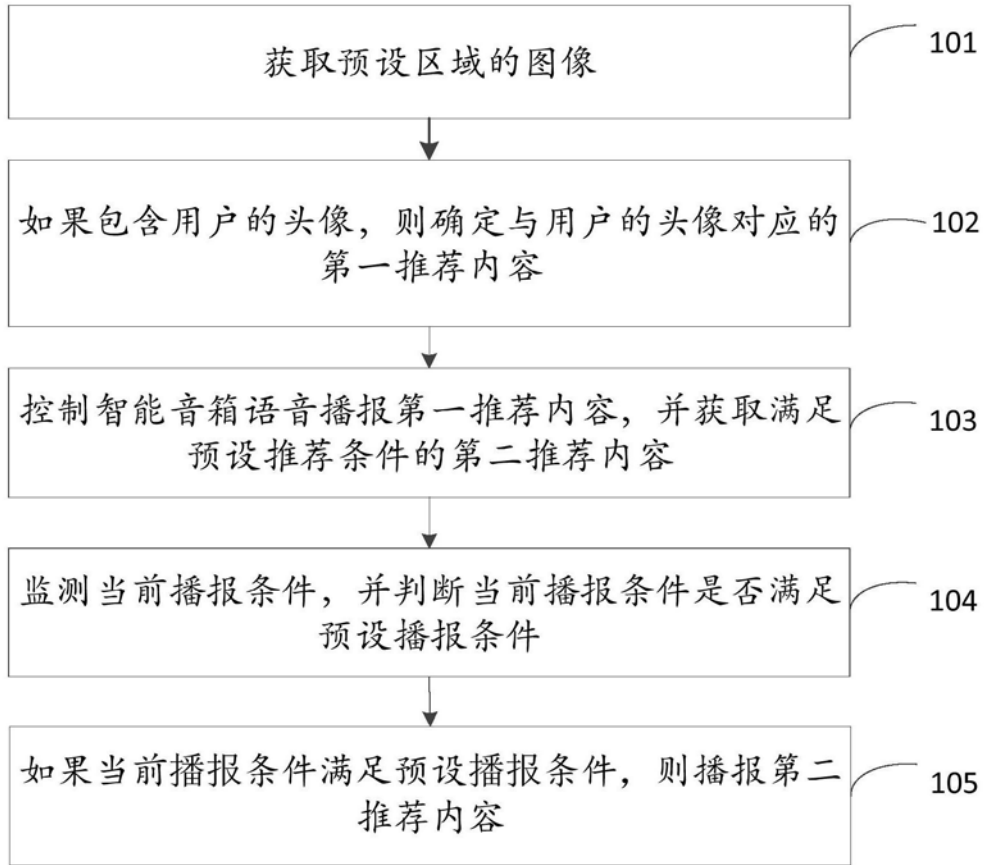 获取预设区域的图像
101
如果包含用户的头像，则确定与用户的头像对应的
第一推荐内容
102
控制智能音箱语音播报第一推荐内容，并获取满足
预设推荐条件的第二推荐内容
103
监测当前播报条件，并判断当前播报条件是否满足
预设播报条件
104
如果当前播报条件满足预设播报条件，则播报第二
推荐内容
105